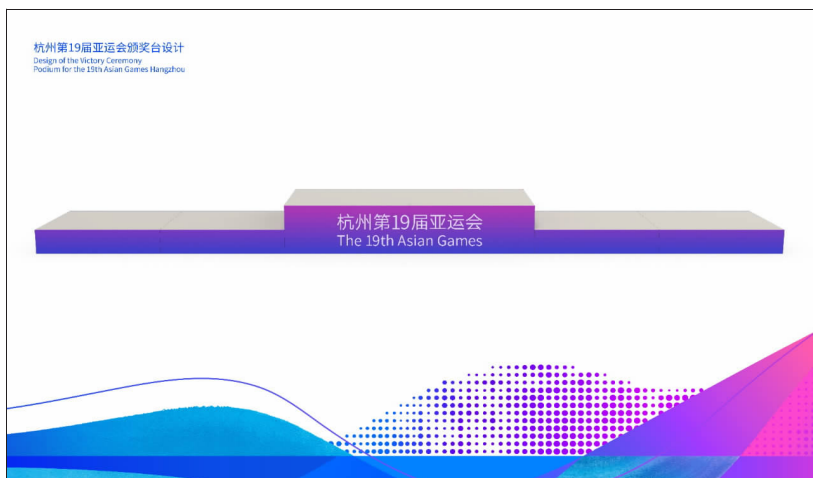 杭州第19届亚运会颁奖台设计
Design of the Victory Ceremony
Podium for the 19th Asian Games Hangzhou
杭州第19届亚运会
The 19th Asian Games